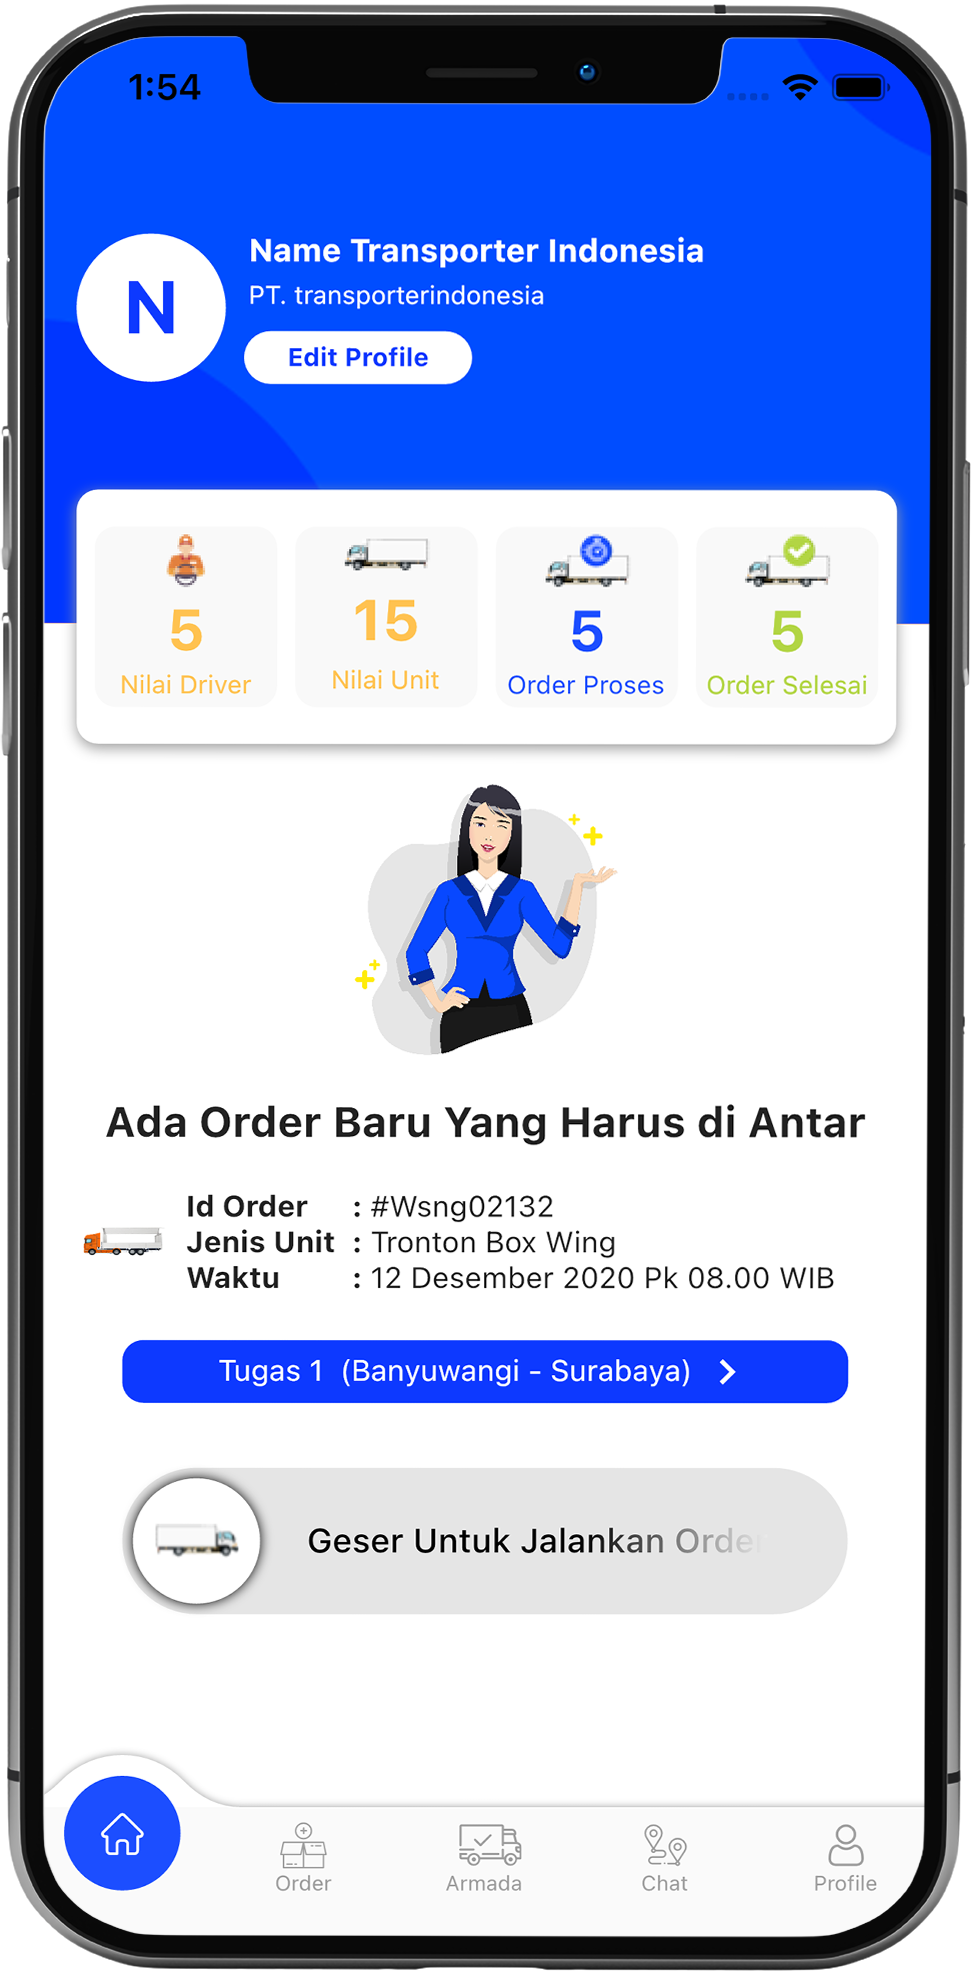 1:54
N
Name Transporter Indonesia
PT. transporterindonesia
Edit Profile
5
Nilai Driver
15
Nilai Unit
5
Order Proses
5
Order Selesai
Ada Order Baru Yang Harus di Antar
Id Order : #Wsng02132
Jenis Unit : Tronton Box Wing
Waktu : 12 Desember 2020 Pk 08.00 WIB
Tugas 1 (Banyuwangi - Surabaya)
Geser Untuk Jalankan Order
Order
Armada
Chat
Profile